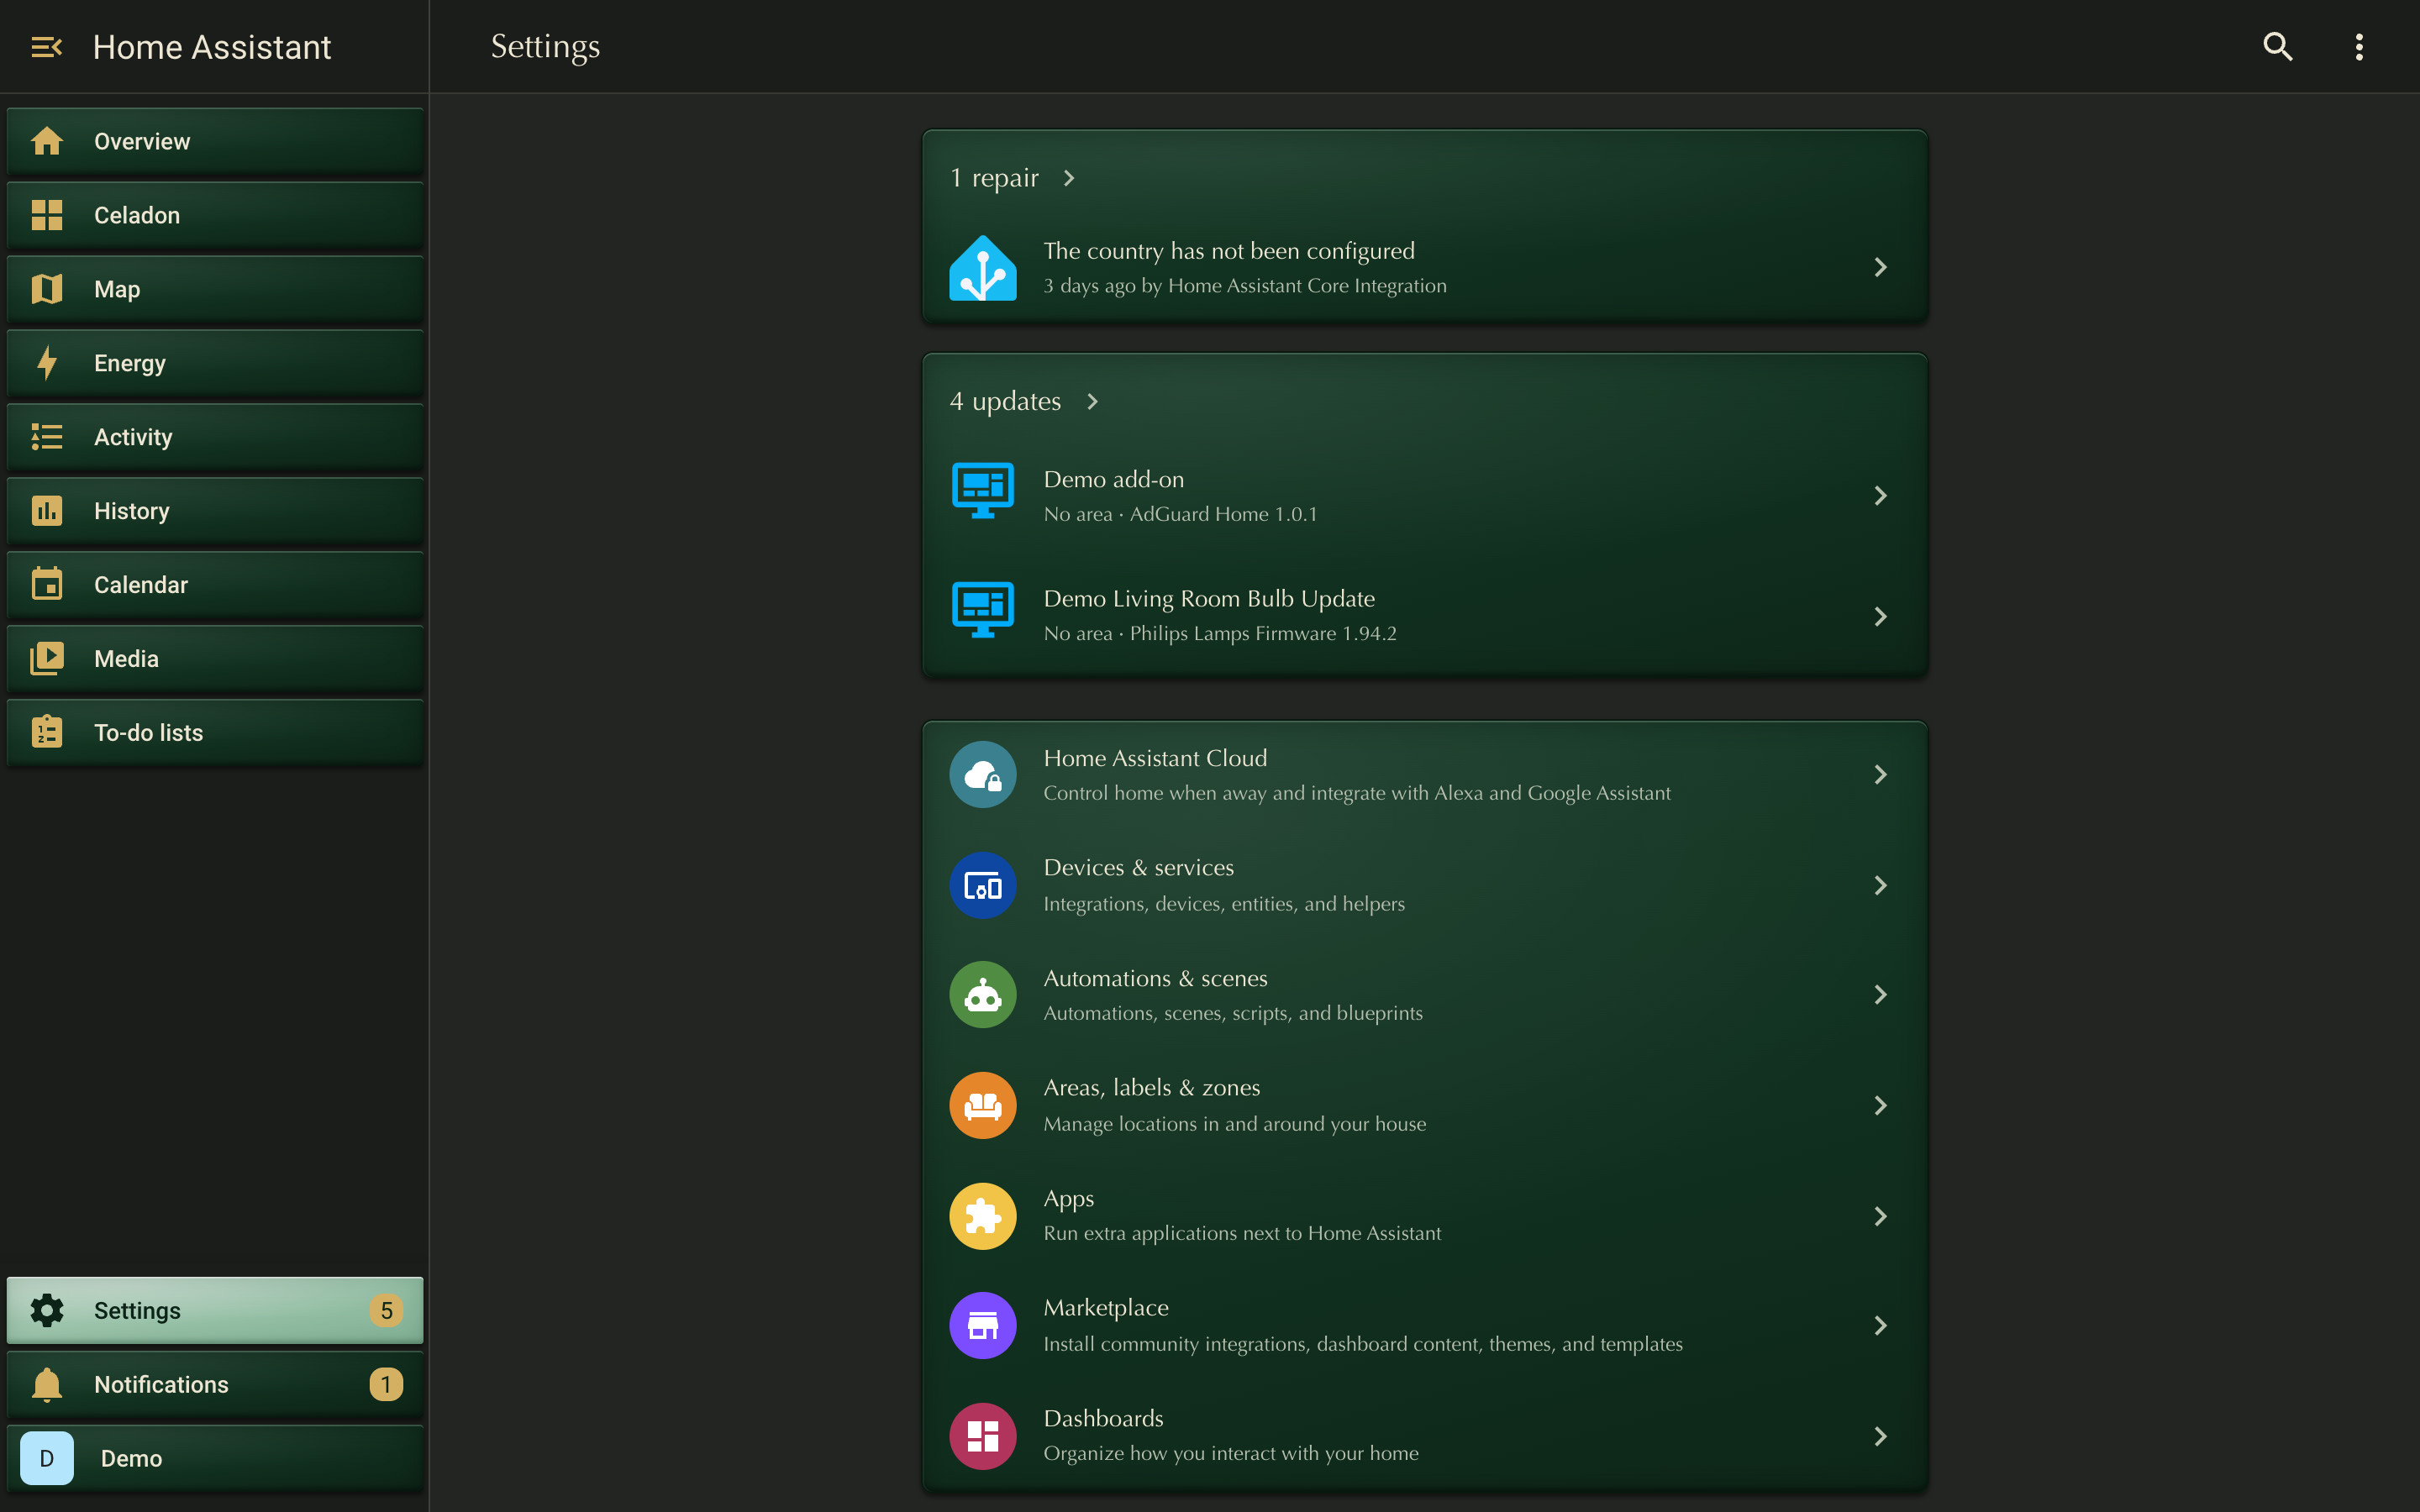 Home Assistant
Settings
Overview
Celadon
Map
Energy
Activity
History
Calendar
Media
To-do lists
Settings
5
Notifications
1
D
Demo
1 repair
The country has not been configured
3 days ago by Home Assistant Core Integration
4 updates
Demo add-on
No area · AdGuard Home 1.0.1
Demo Living Room Bulb Update
No area · Philips Lamps Firmware 1.94.2
Home Assistant Cloud
Control home when away and integrate with Alexa and Google Assistant
Devices & services
Integrations, devices, entities, and helpers
Automations & scenes
Automations, scenes, scripts, and blueprints
Areas, labels & zones
Manage locations in and around your house
Apps
Run extra applications next to Home Assistant
Marketplace
Install community integrations, dashboard content, themes, and templates
Dashboards
Organize how you interact with your home